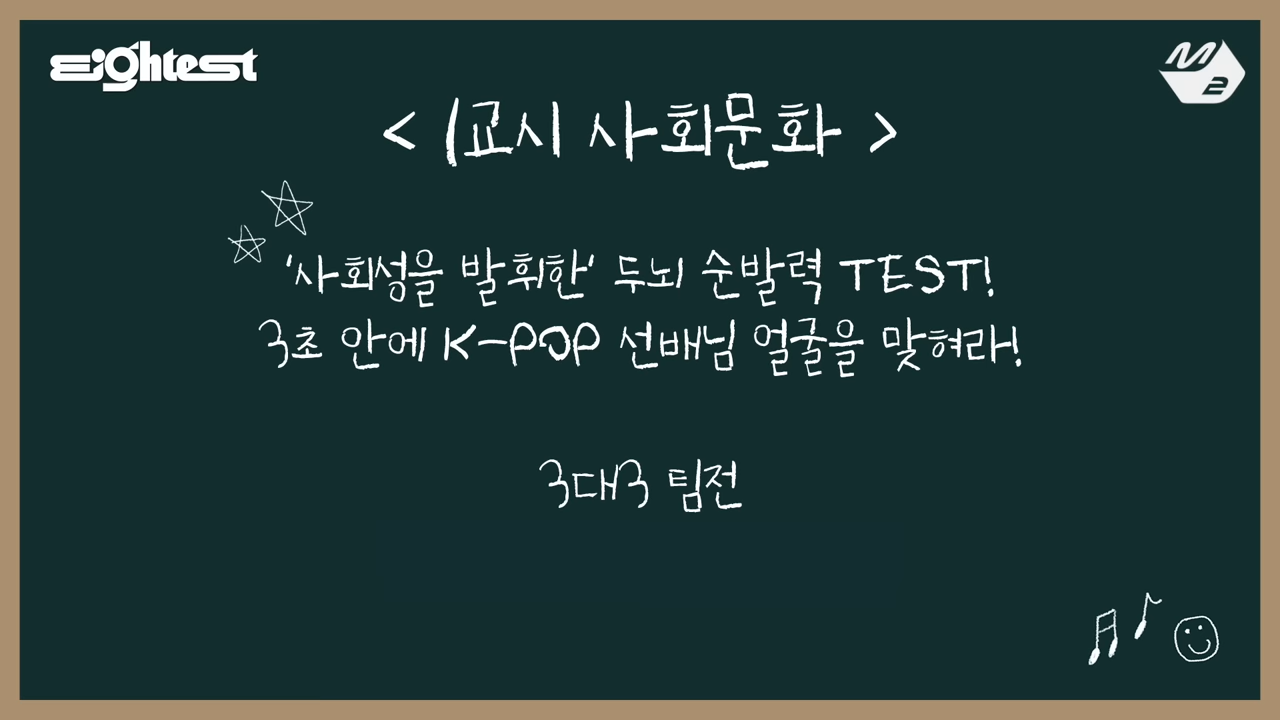 eightest
M2
< 1교시 사회문화 >
'사회성을 발휘한' 두뇌 순발력 TEST!
3초 안에 K-POP 선배님 얼굴을 맞혀라!
3대3 팀전